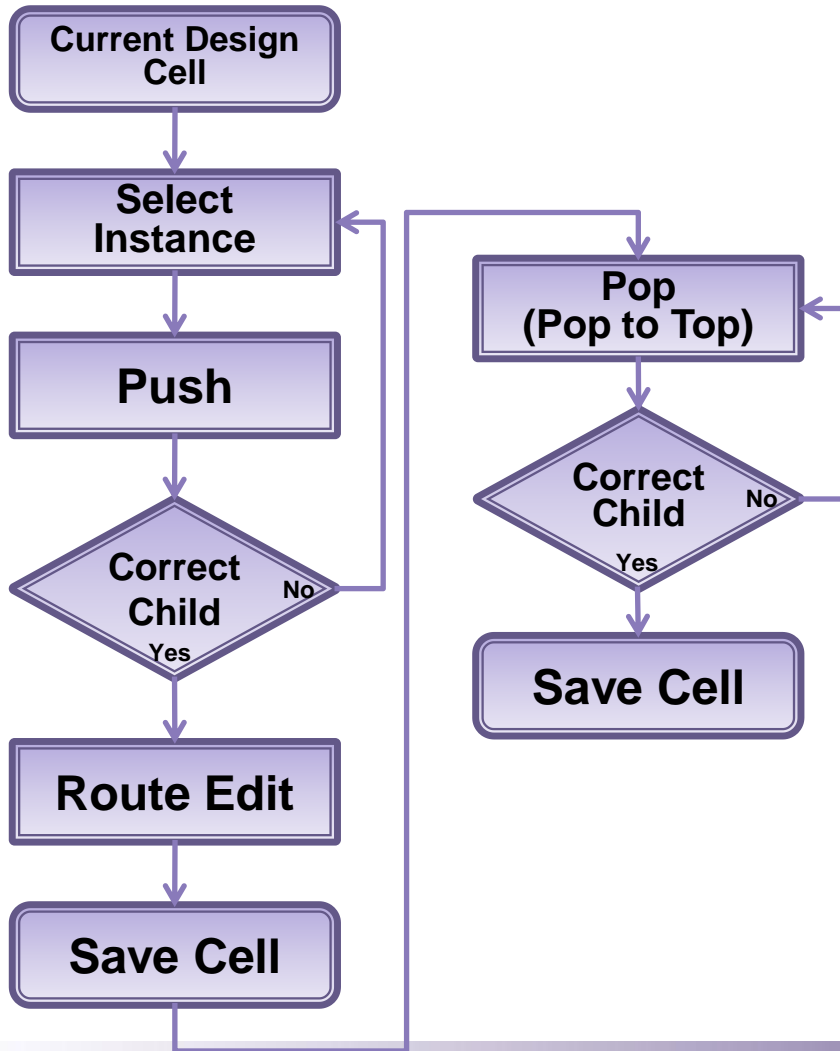 Current Design
Cell
Select
Instance
Push
Correct
Child
No
Yes
Route Edit
Save Cell
Pop
(Pop to Top)
Correct
Child
No
Yes
Save Cell